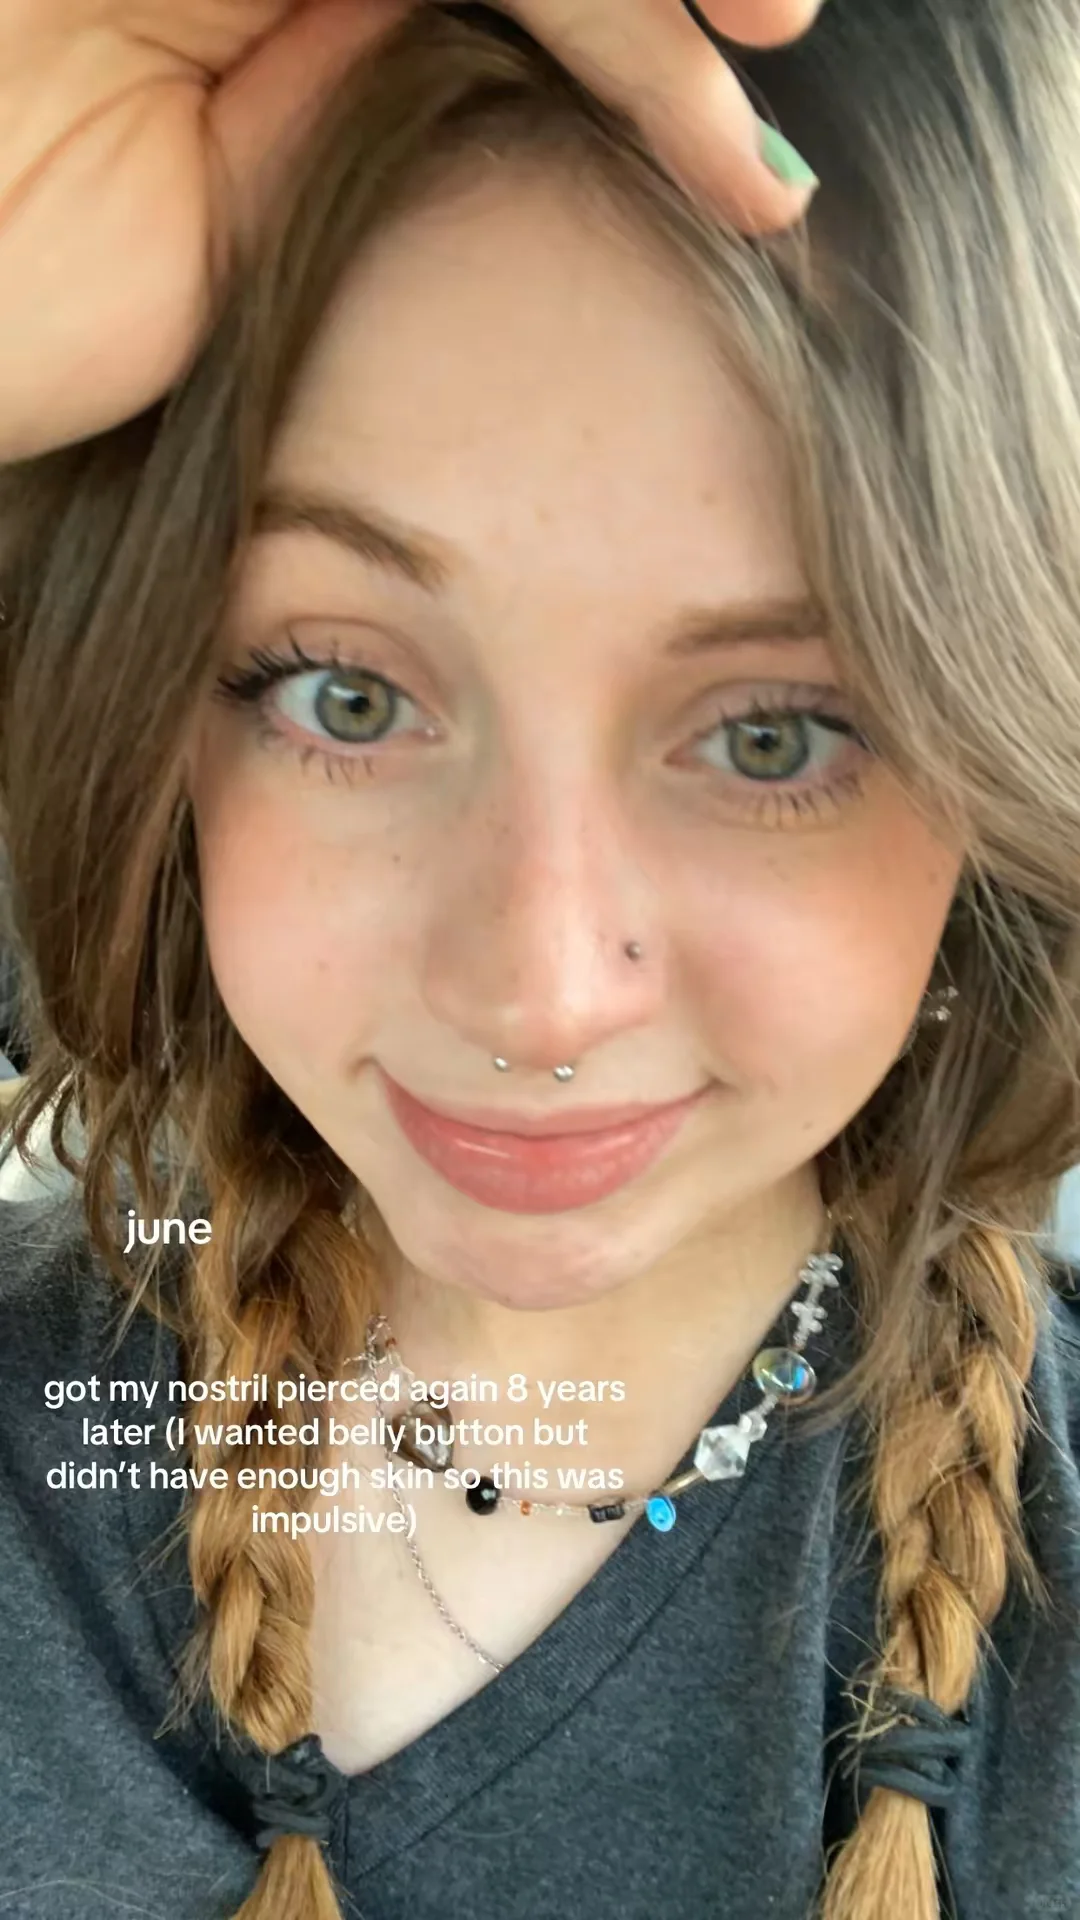 june
got my nostril pierced again 8 years
later (I wanted belly button but
didn’t have enough skin so this was
impulsive)